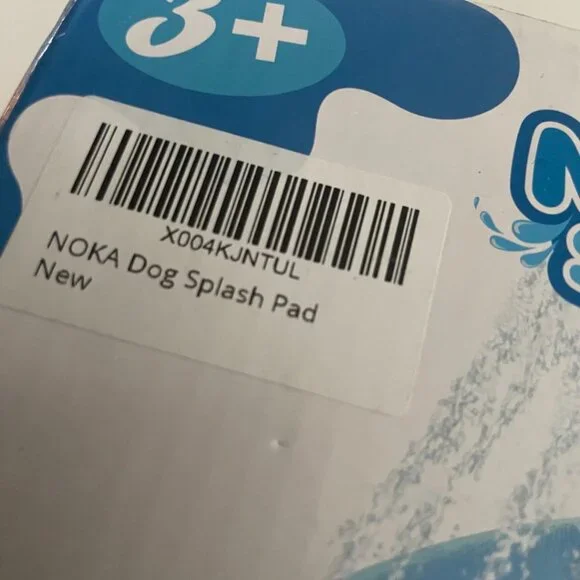 3+
X004KJNTUL
NOKA Dog Splash Pad
New